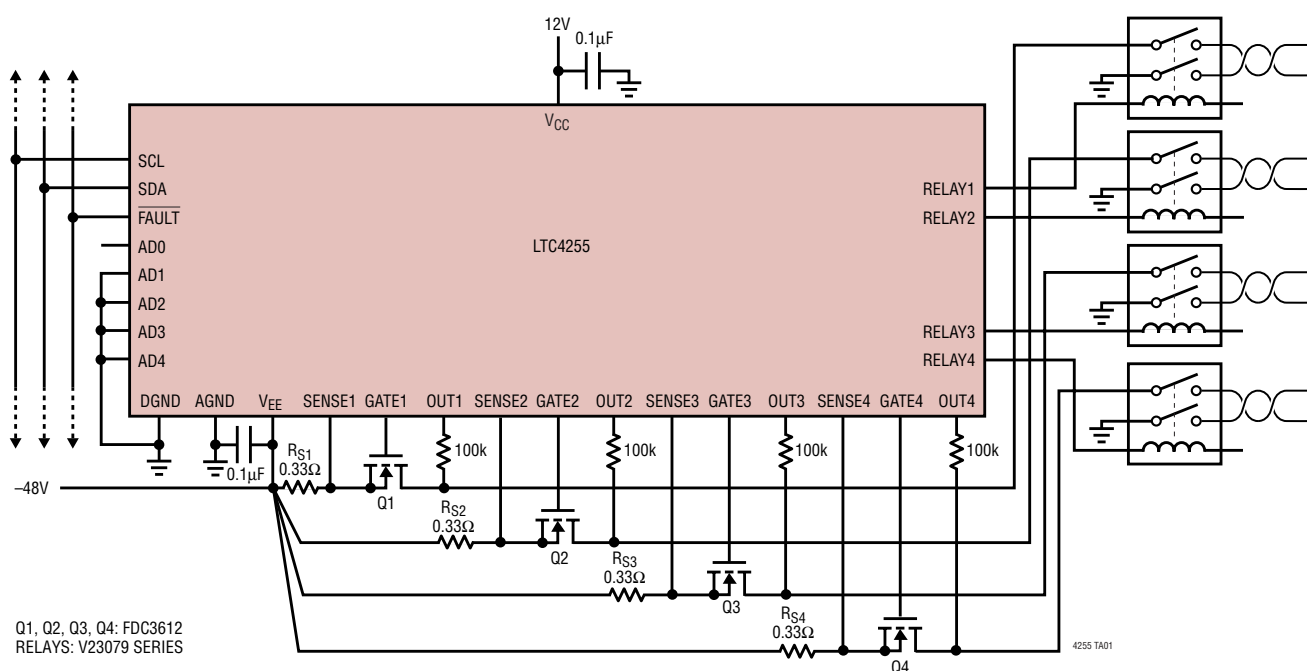 12V
0.1µF
VCC
SCL
SDA
FAULT
AD0
AD1
AD2
AD3
AD4
LTC4255
RELAY1
RELAY2
RELAY3
RELAY4
DGND AGND VEE SENSE1 GATE1 OUT1 SENSE2 GATE2 OUT2 SENSE3 GATE3 OUT3 SENSE4 GATE4 OUT4
0.1µF
RS1
0.33Ω
100k
100k
100k
100k
–48V
Q1
RS2
0.33Ω
Q2
RS3
0.33Ω
Q3
RS4
0.33Ω
Q4
Q1, Q2, Q3, Q4: FDC3612
RELAYS: V23079 SERIES
4255 TA01